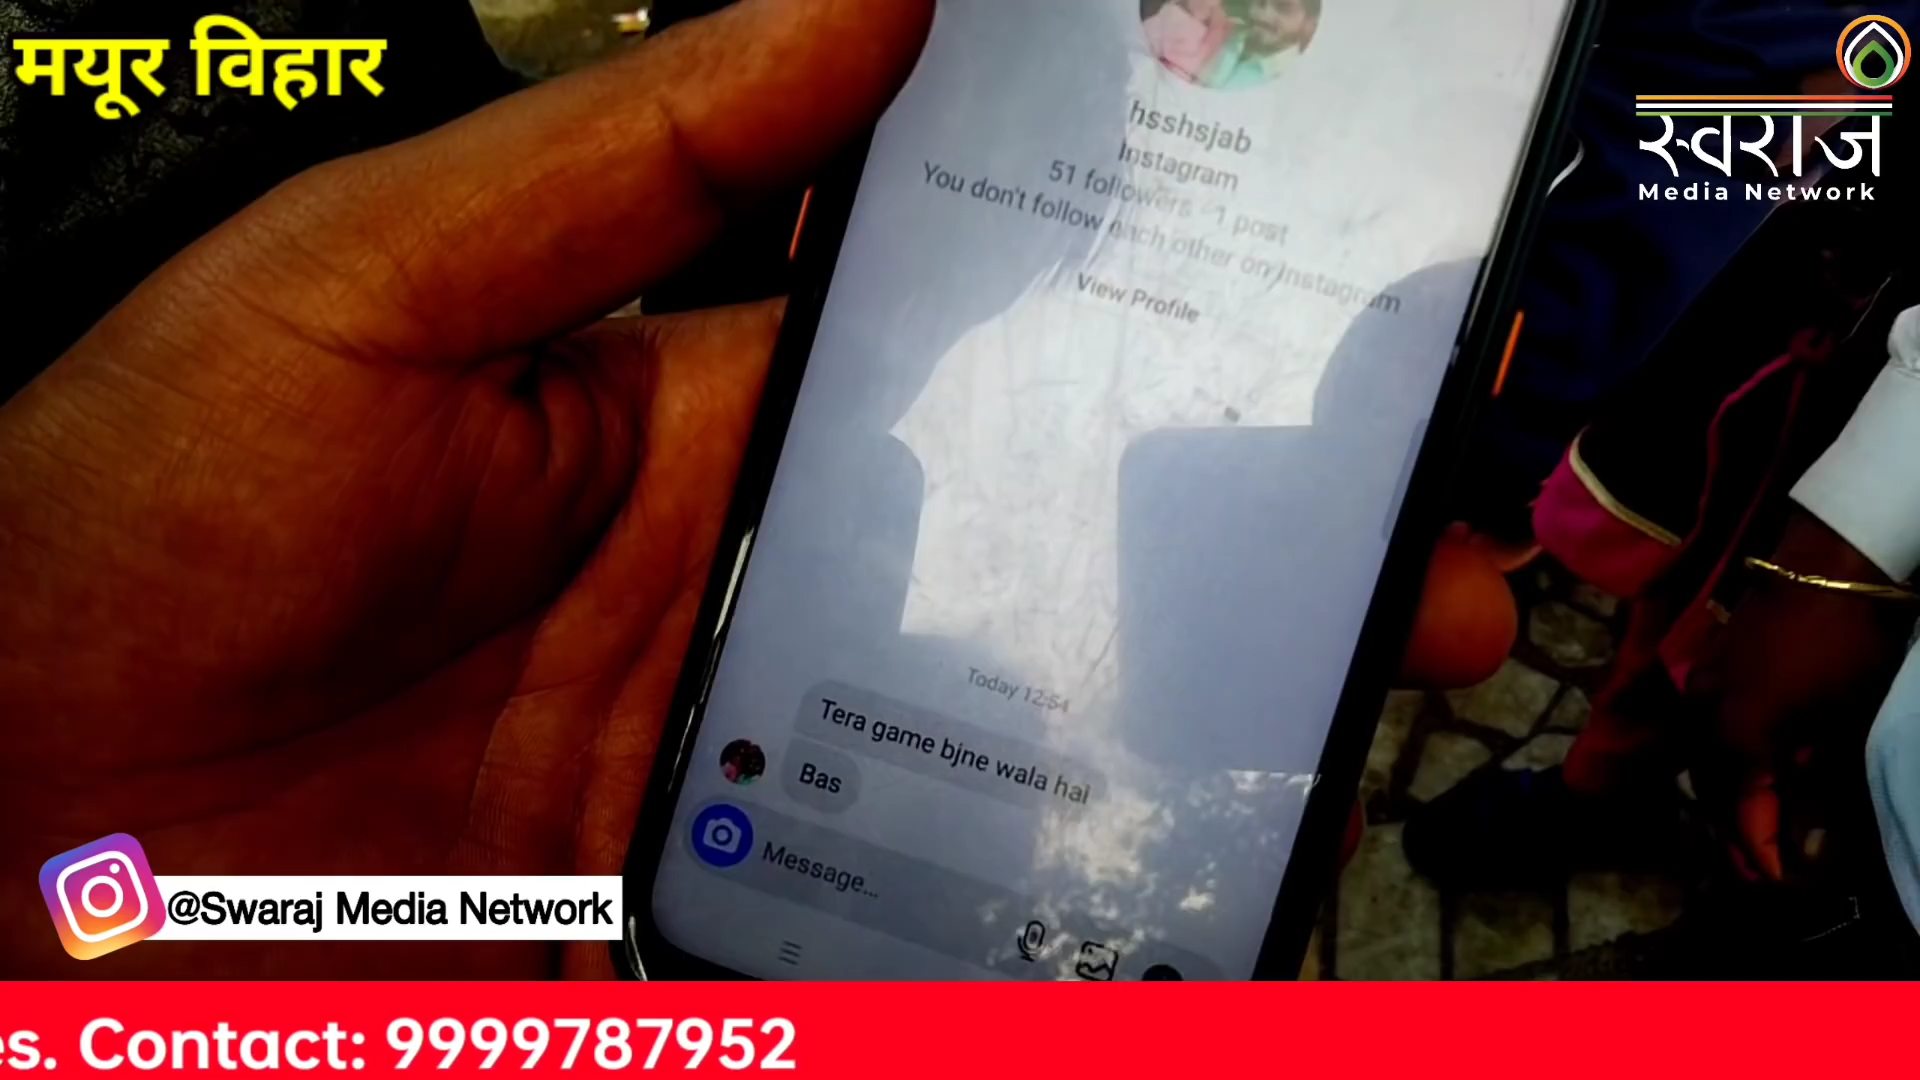 मयूर विहार
स्वराज
Media Network
hsshsjab
Instagram
51 followers · 1 post
You don't follow each other on Instagram
View Profile
Today 12:54
Tera game bjne wala hai
Bas
Message...
@Swaraj Media Network
es. Contact: 9999787952